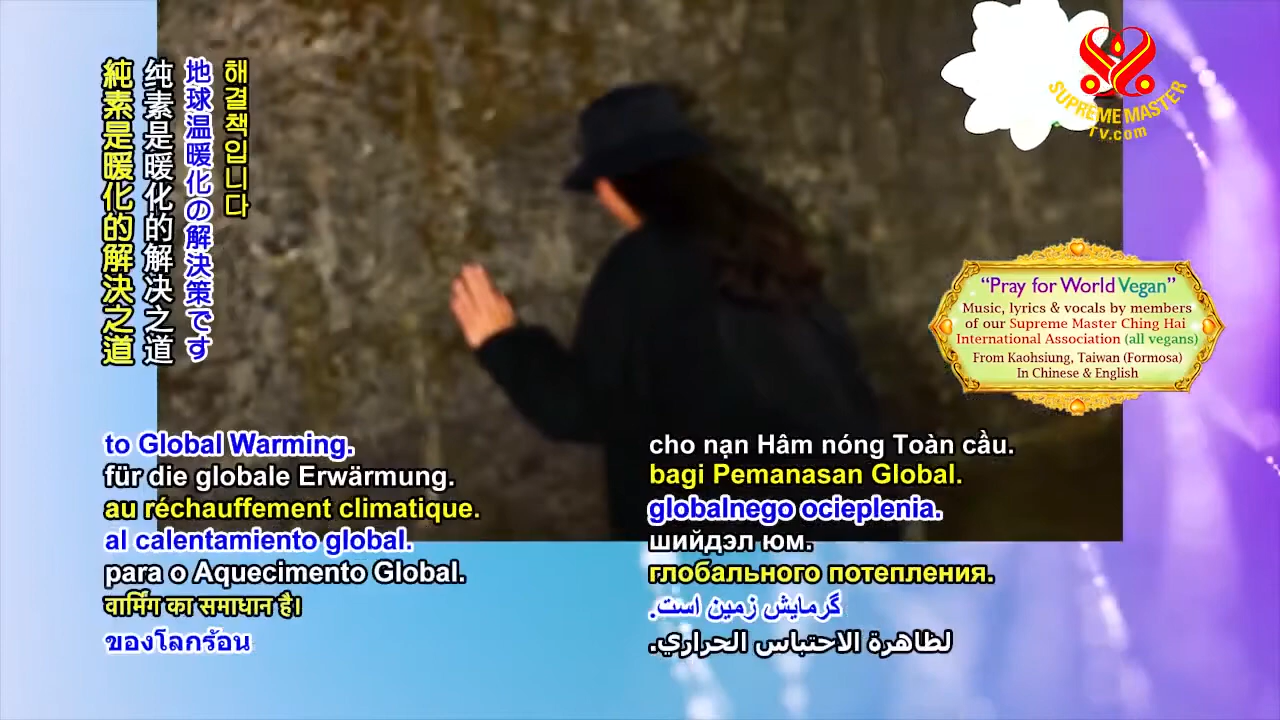 해결책입니다
地球温暖化の解決策です
纯素是暖化的解决之道
純素是暖化的解決之道
SUPREME MASTER
TV.com
“Pray for World Vegan”
Music, lyrics & vocals by members
of our Supreme Master Ching Hai
International Association (all vegans)
From Kaohsiung, Taiwan (Formosa)
In Chinese & English
to Global Warming.
für die globale Erwärmung.
au réchauffement climatique.
al calentamiento global.
para o Aquecimento Global.
वार्मिंग का समाधान है।
ของโลกร้อน
cho nạn Hâm nóng Toàn cầu.
bagi Pemanasan Global.
globalnego ocieplenia.
шийдэл юм.
глобального потепления.
گرمایش زمین است.
لظاهرة الاحتباس الحراري.